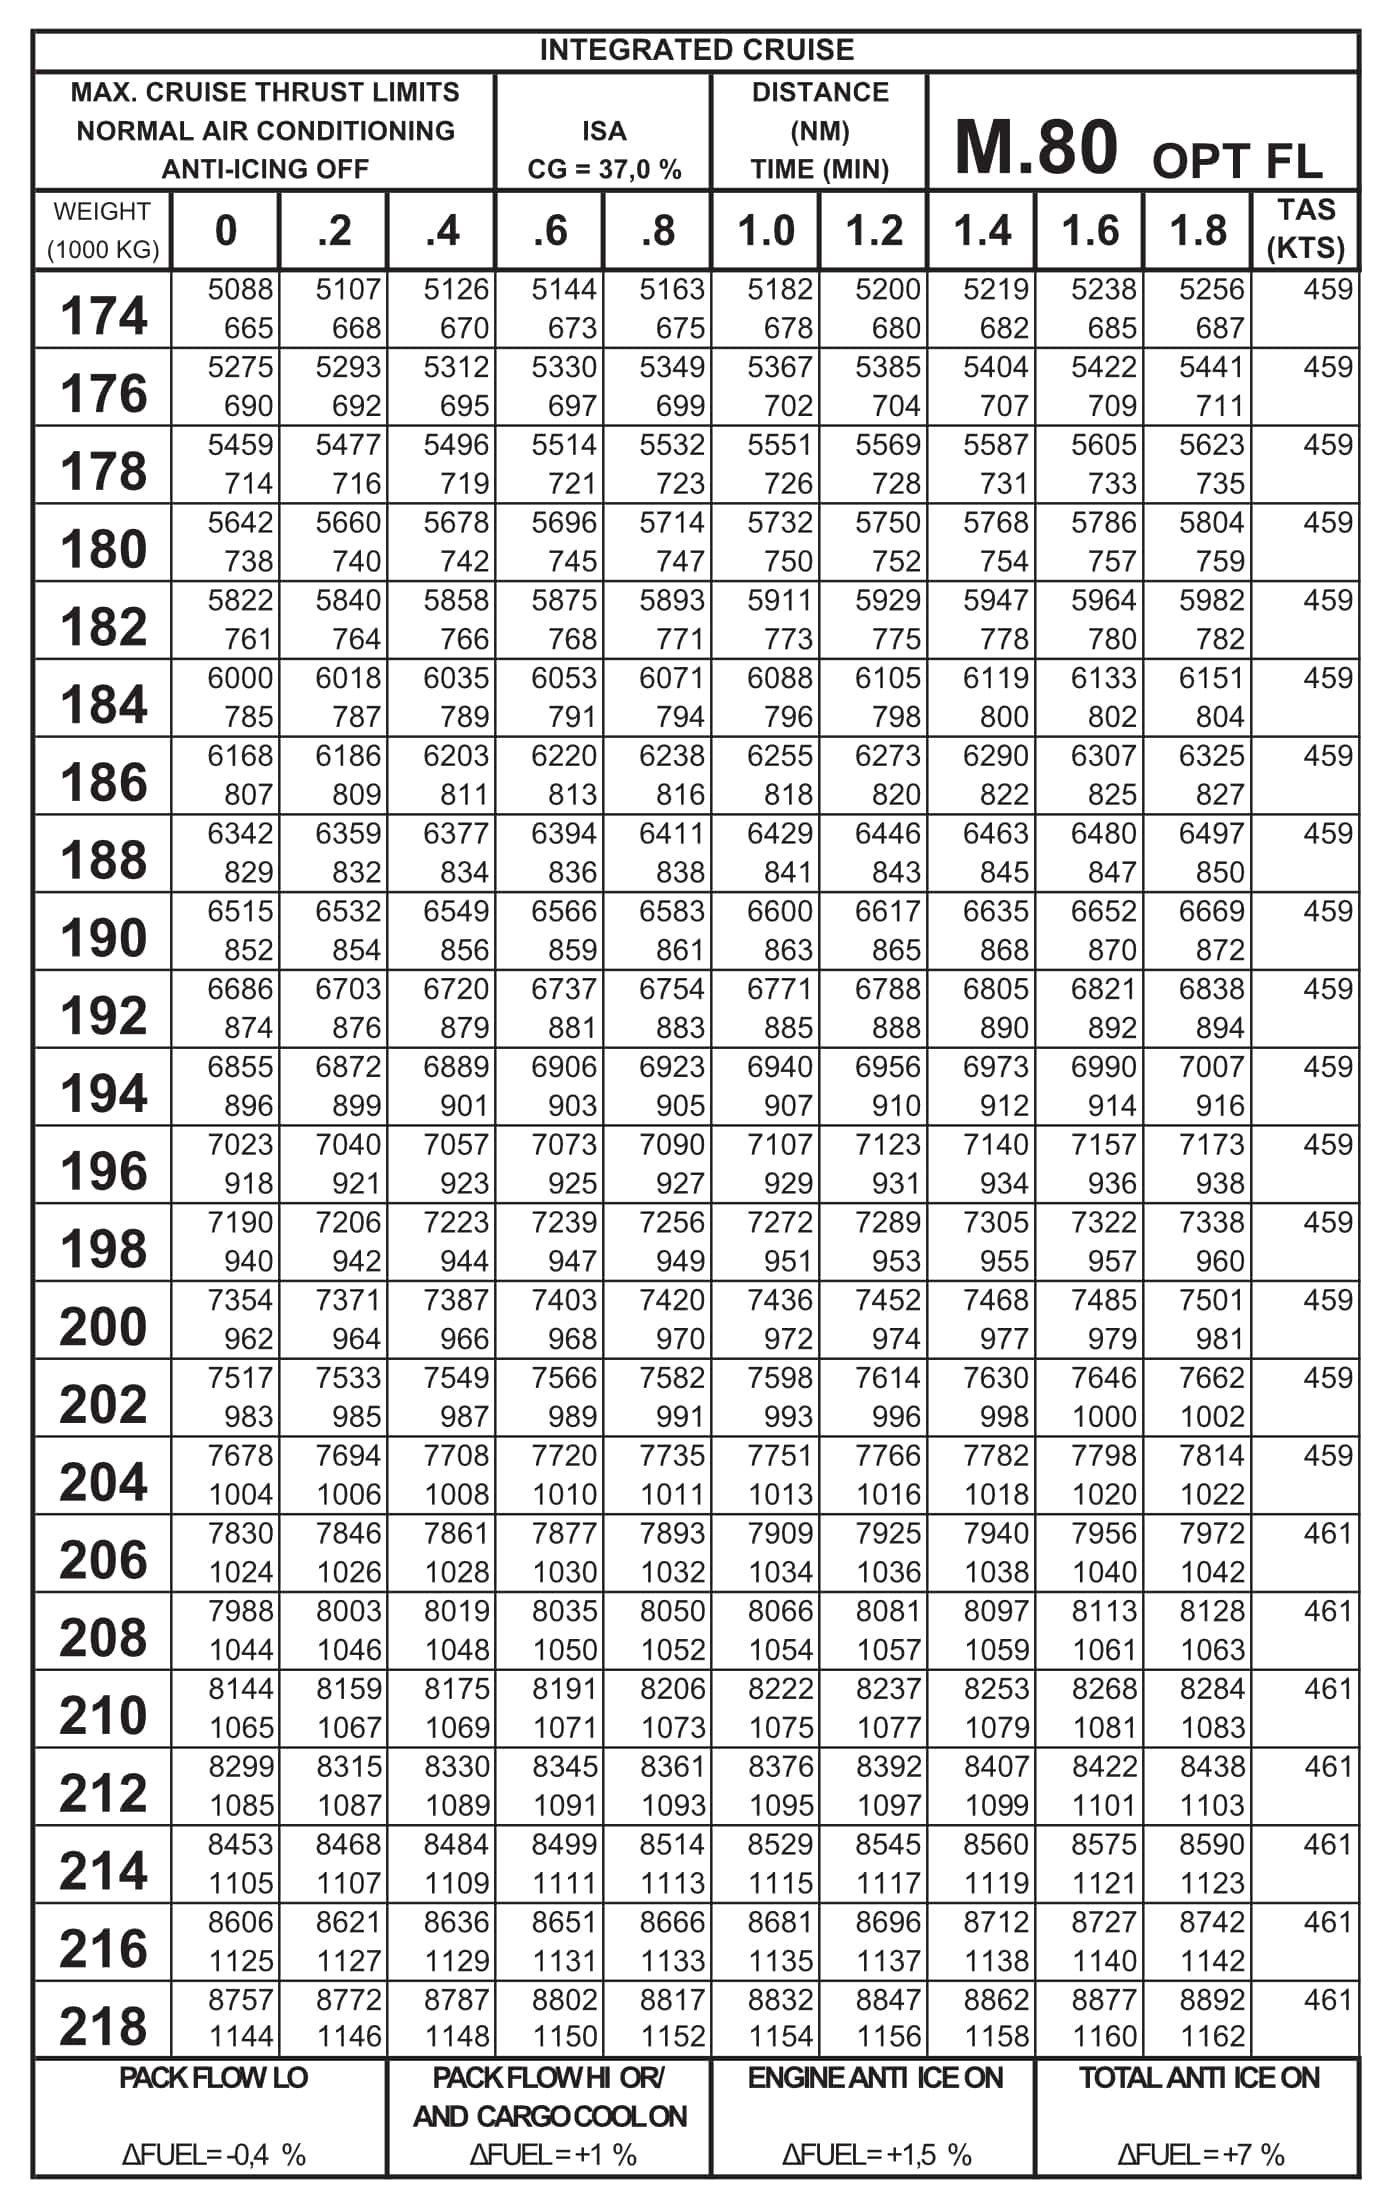 INTEGRATED CRUISE
MAX. CRUISE THRUST LIMITS
NORMAL AIR CONDITIONING
ANTI-ICING OFF
ISA
CG = 37,0 %
DISTANCE
(NM)
TIME (MIN)
M.80 OPT FL
WEIGHT
(1000 KG)
0 .2 .4 .6 .8 1.0 1.2 1.4 1.6 1.8
TAS
(KTS)
174
5088 5107 5126 5144 5163 5182 5200 5219 5238 5256 459
665 668 670 673 675 678 680 682 685 687
176
5275 5293 5312 5330 5349 5367 5385 5404 5422 5441 459
690 692 695 697 699 702 704 707 709 711
178
5459 5477 5496 5514 5532 5551 5569 5587 5605 5623 459
714 716 719 721 723 726 728 731 733 735
180
5642 5660 5678 5696 5714 5732 5750 5768 5786 5804 459
738 740 742 745 747 750 752 754 757 759
182
5822 5840 5858 5875 5893 5911 5929 5947 5964 5982 459
761 764 766 768 771 773 775 778 780 782
184
6000 6018 6035 6053 6071 6088 6105 6119 6133 6151 459
785 787 789 791 794 796 798 800 802 804
186
6168 6186 6203 6220 6238 6255 6273 6290 6307 6325 459
807 809 811 813 816 818 820 822 825 827
188
6342 6359 6377 6394 6411 6429 6446 6463 6480 6497 459
829 832 834 836 838 841 843 845 847 850
190
6515 6532 6549 6566 6583 6600 6617 6635 6652 6669 459
852 854 856 859 861 863 865 868 870 872
192
6686 6703 6720 6737 6754 6771 6788 6805 6821 6838 459
874 876 879 881 883 885 888 890 892 894
194
6855 6872 6889 6906 6923 6940 6956 6973 6990 7007 459
896 899 901 903 905 907 910 912 914 916
196
7023 7040 7057 7073 7090 7107 7123 7140 7157 7173 459
918 921 923 925 927 929 931 934 936 938
198
7190 7206 7223 7239 7256 7272 7289 7305 7322 7338 459
940 942 944 947 949 951 953 955 957 960
200
7354 7371 7387 7403 7420 7436 7452 7468 7485 7501 459
962 964 966 968 970 972 974 977 979 981
202
7517 7533 7549 7566 7582 7598 7614 7630 7646 7662 459
983 985 987 989 991 993 996 998 1000 1002
204
7678 7694 7708 7720 7735 7751 7766 7782 7798 7814 459
1004 1006 1008 1010 1011 1013 1016 1018 1020 1022
206
7830 7846 7861 7877 7893 7909 7925 7940 7956 7972 461
1024 1026 1028 1030 1032 1034 1036 1038 1040 1042
208
7988 8003 8019 8035 8050 8066 8081 8097 8113 8128 461
1044 1046 1048 1050 1052 1054 1057 1059 1061 1063
210
8144 8159 8175 8191 8206 8222 8237 8253 8268 8284 461
1065 1067 1069 1071 1073 1075 1077 1079 1081 1083
212
8299 8315 8330 8345 8361 8376 8392 8407 8422 8438 461
1085 1087 1089 1091 1093 1095 1097 1099 1101 1103
214
8453 8468 8484 8499 8514 8529 8545 8560 8575 8590 461
1105 1107 1109 1111 1113 1115 1117 1119 1121 1123
216
8606 8621 8636 8651 8666 8681 8696 8712 8727 8742 461
1125 1127 1129 1131 1133 1135 1137 1138 1140 1142
218
8757 8772 8787 8802 8817 8832 8847 8862 8877 8892 461
1144 1146 1148 1150 1152 1154 1156 1158 1160 1162
PACK FLOW LO
ΔFUEL= -0,4 %
PACK FLOW HI OR/
AND CARGO COOL ON
ΔFUEL= +1 %
ENGINE ANTI ICE ON
ΔFUEL= +1,5 %
TOTAL ANTI ICE ON
ΔFUEL= +7 %